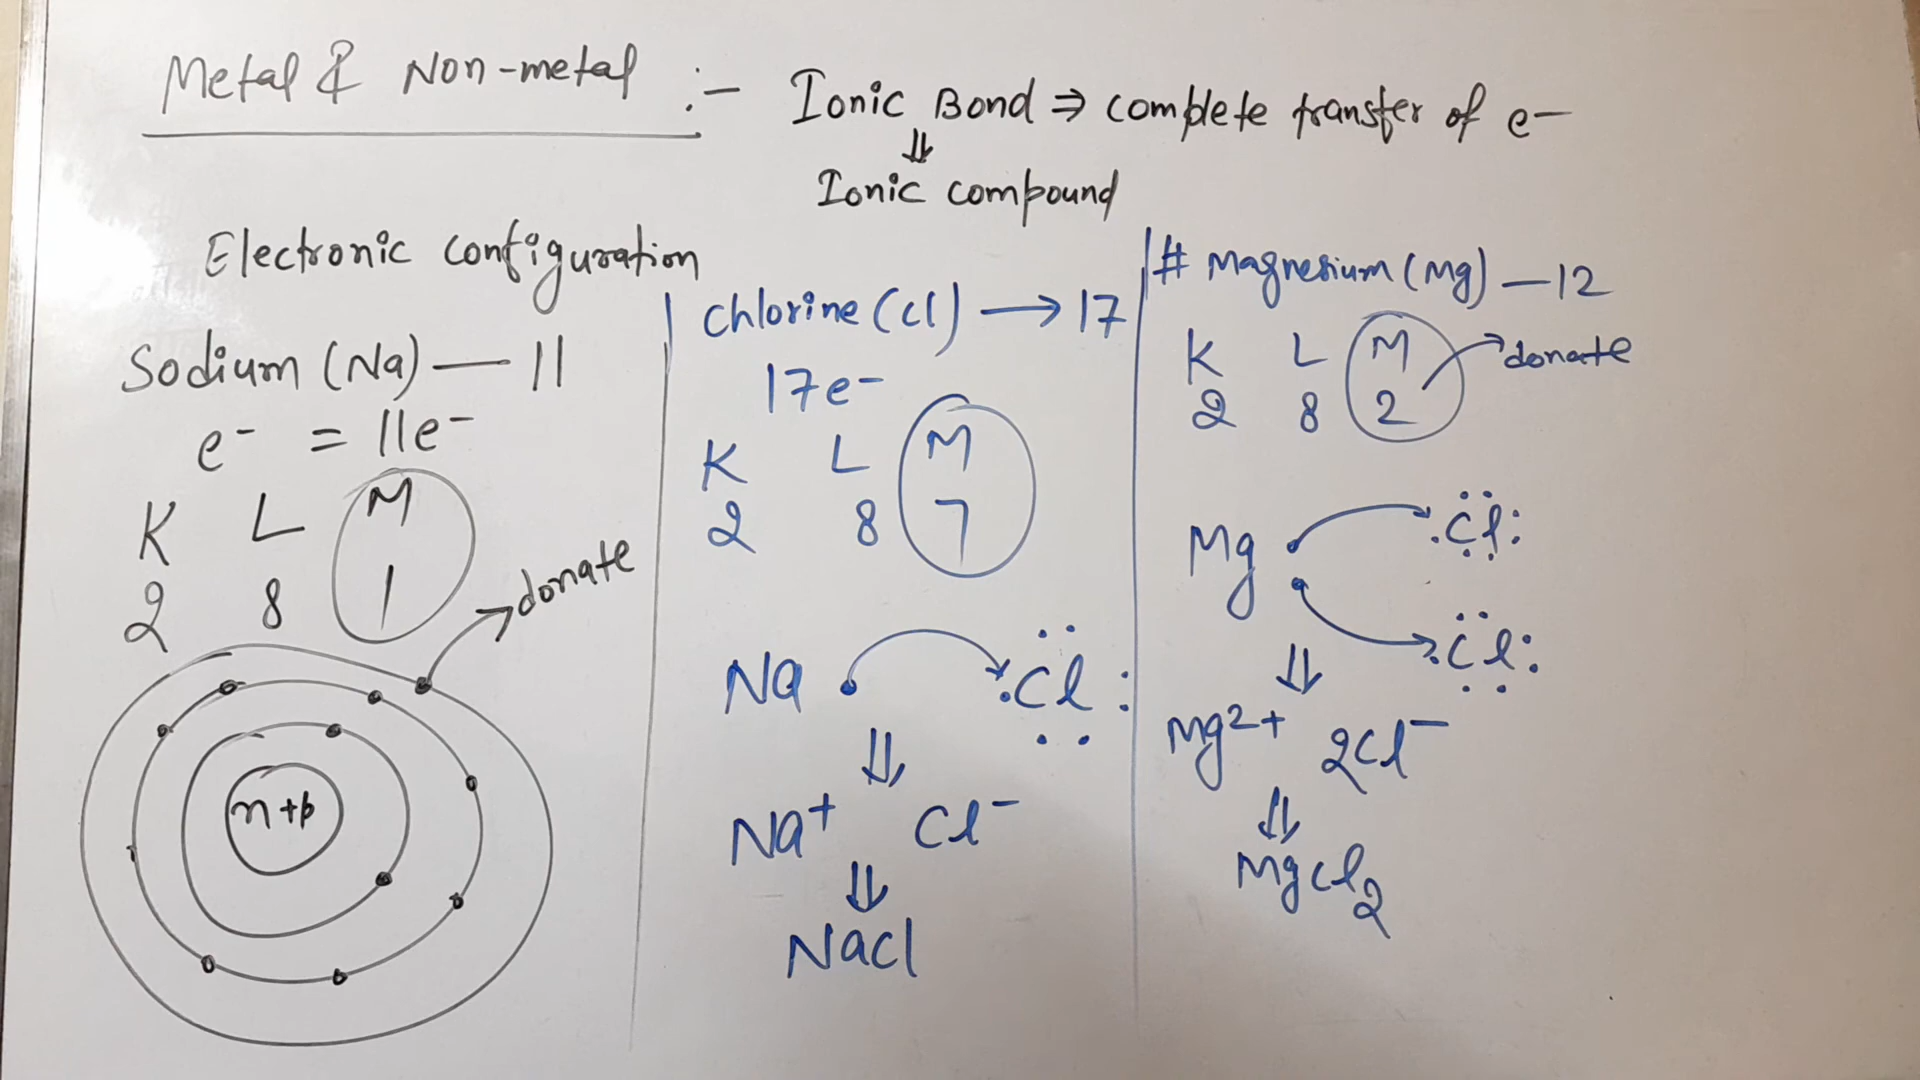 Metal & Non-metal :- Ionic Bond ⇒ complete transfer of e-
⇓
Ionic compound
Electronic configuration
Sodium (Na) — 11
e- = 11e-
K L M
2 8 1
donate
n+p
Chlorine (Cl) → 17
17e-
K L M
2 8 7
Na Cl
⇓
Na+ Cl-
⇓
NaCl
# Magnesium (Mg) — 12
K L M
2 8 2
donate
Mg Cl
Cl
⇓
Mg2+ 2Cl-
⇓
MgCl2